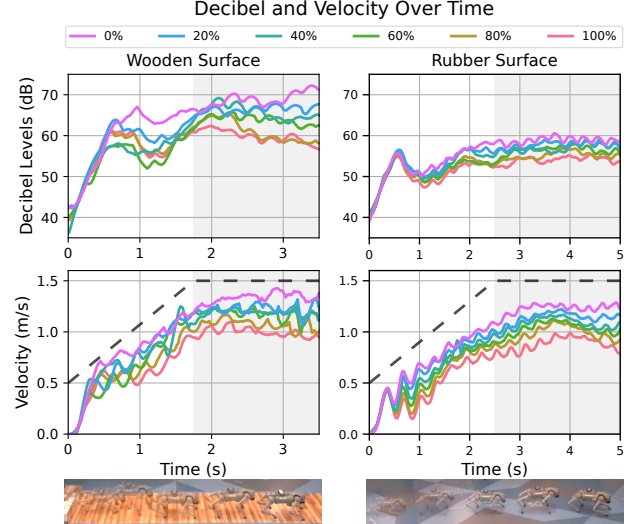 Decibel and Velocity Over Time
0% 20% 40% 60% 80% 100%
Wooden Surface Rubber Surface
Decibel Levels (dB)
70
60
50
40
0 1 2 3
70
60
50
40
0 1 2 3 4 5
Velocity (m/s)
1.5
1.0
0.5
0.0
0 1 2 3
1.5
1.0
0.5
0.0
0 1 2 3 4 5
Time (s) Time (s)